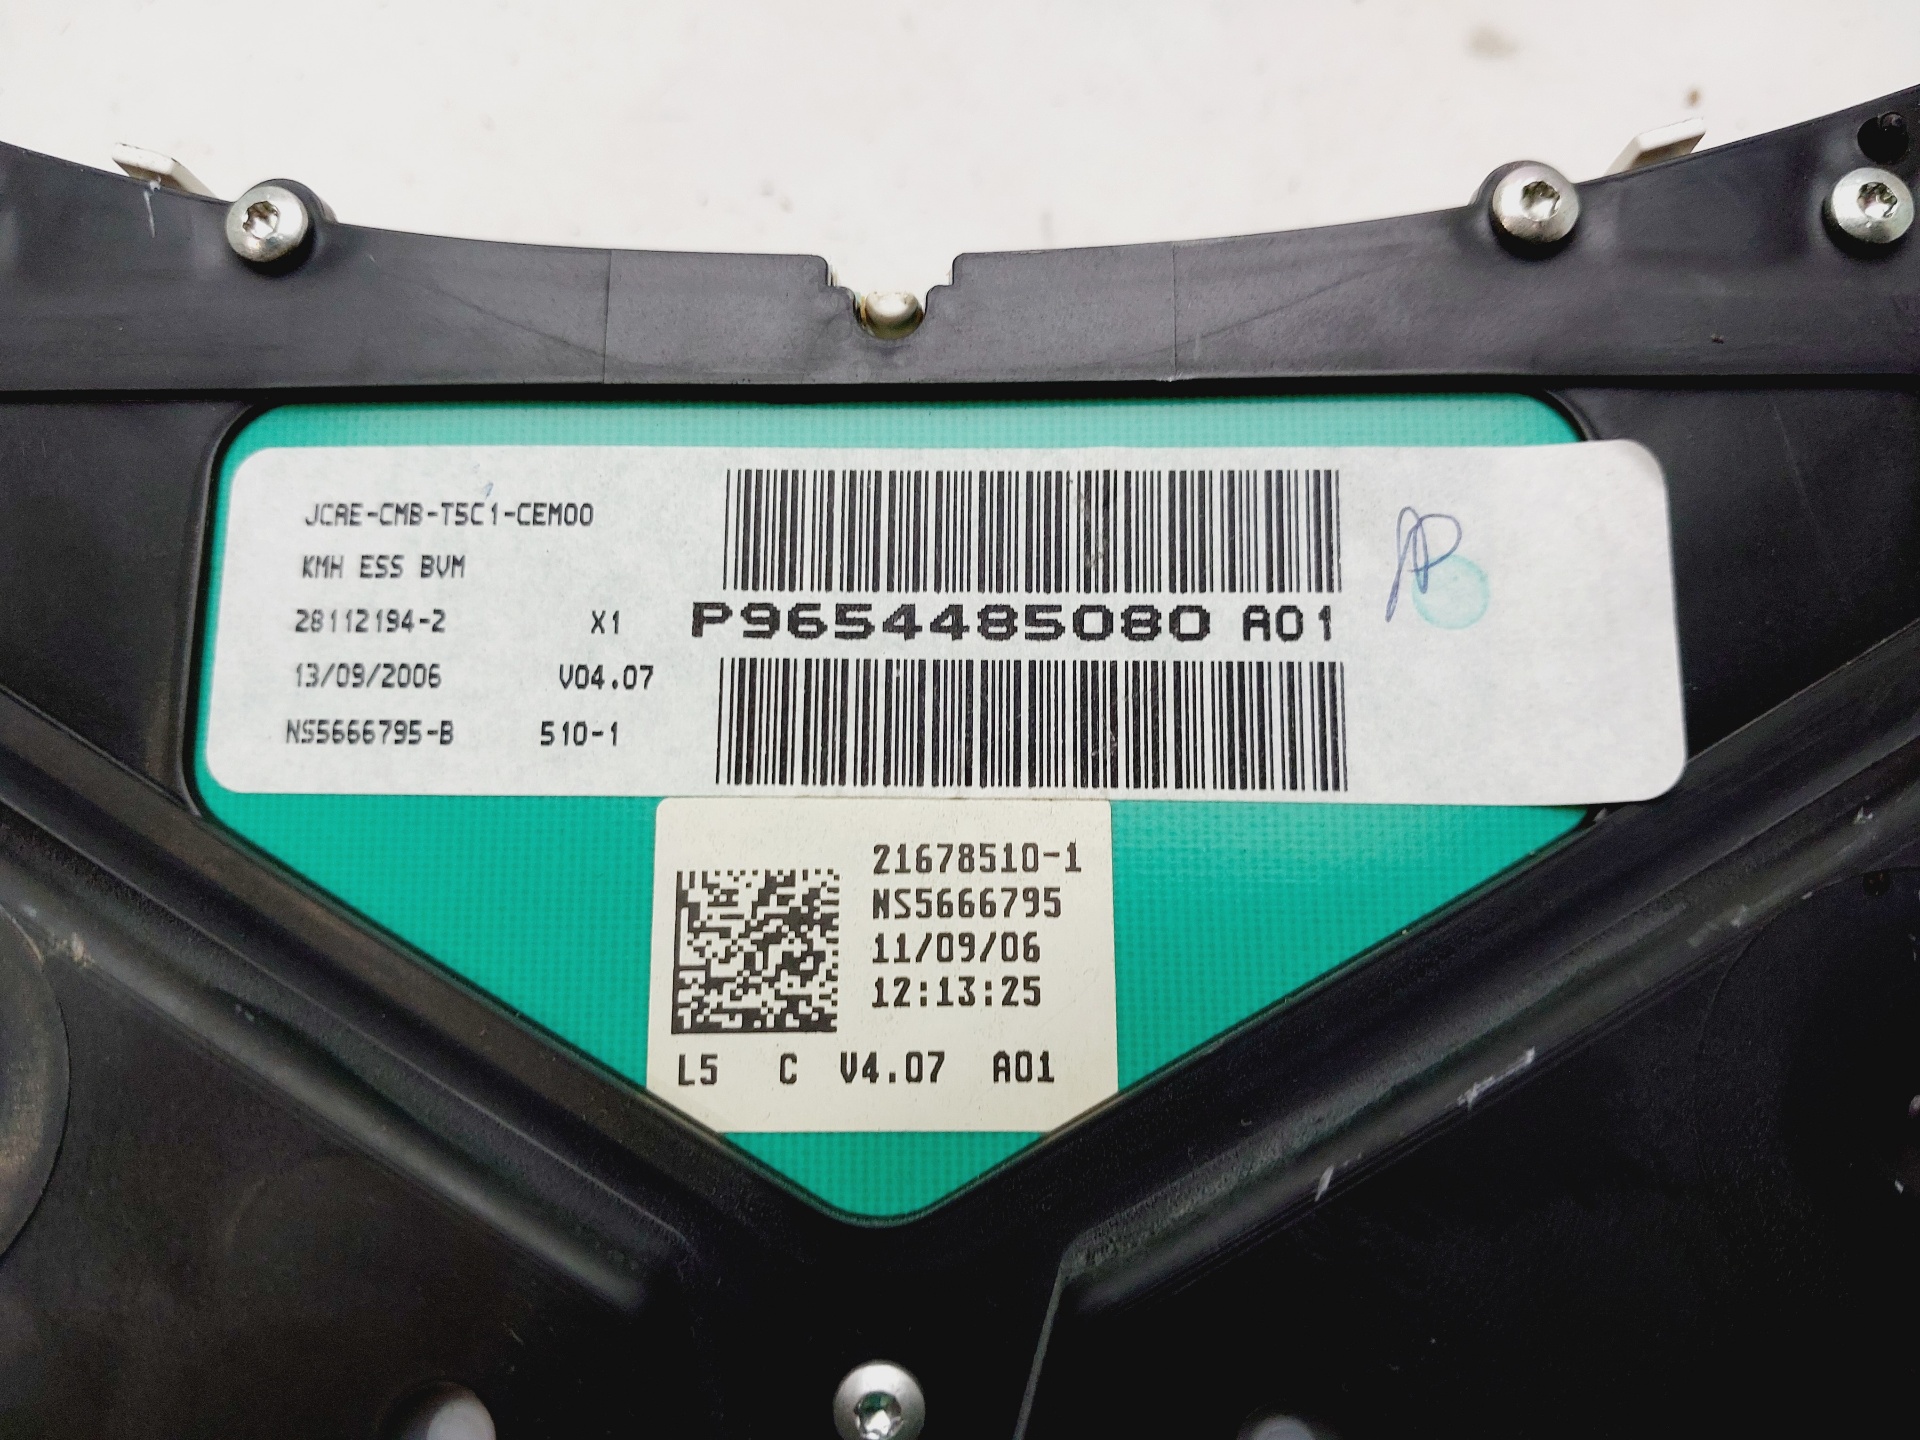 JCAE-CMB-T5C1-CEM00
KMH ESS BVM
28112194-2 X1
13/09/2006 V04.07
NS5666795-B 510-1
P9654485080 A01
21678510-1
NS5666795
11/09/06
12:13:25
L5 C V4.07 A01